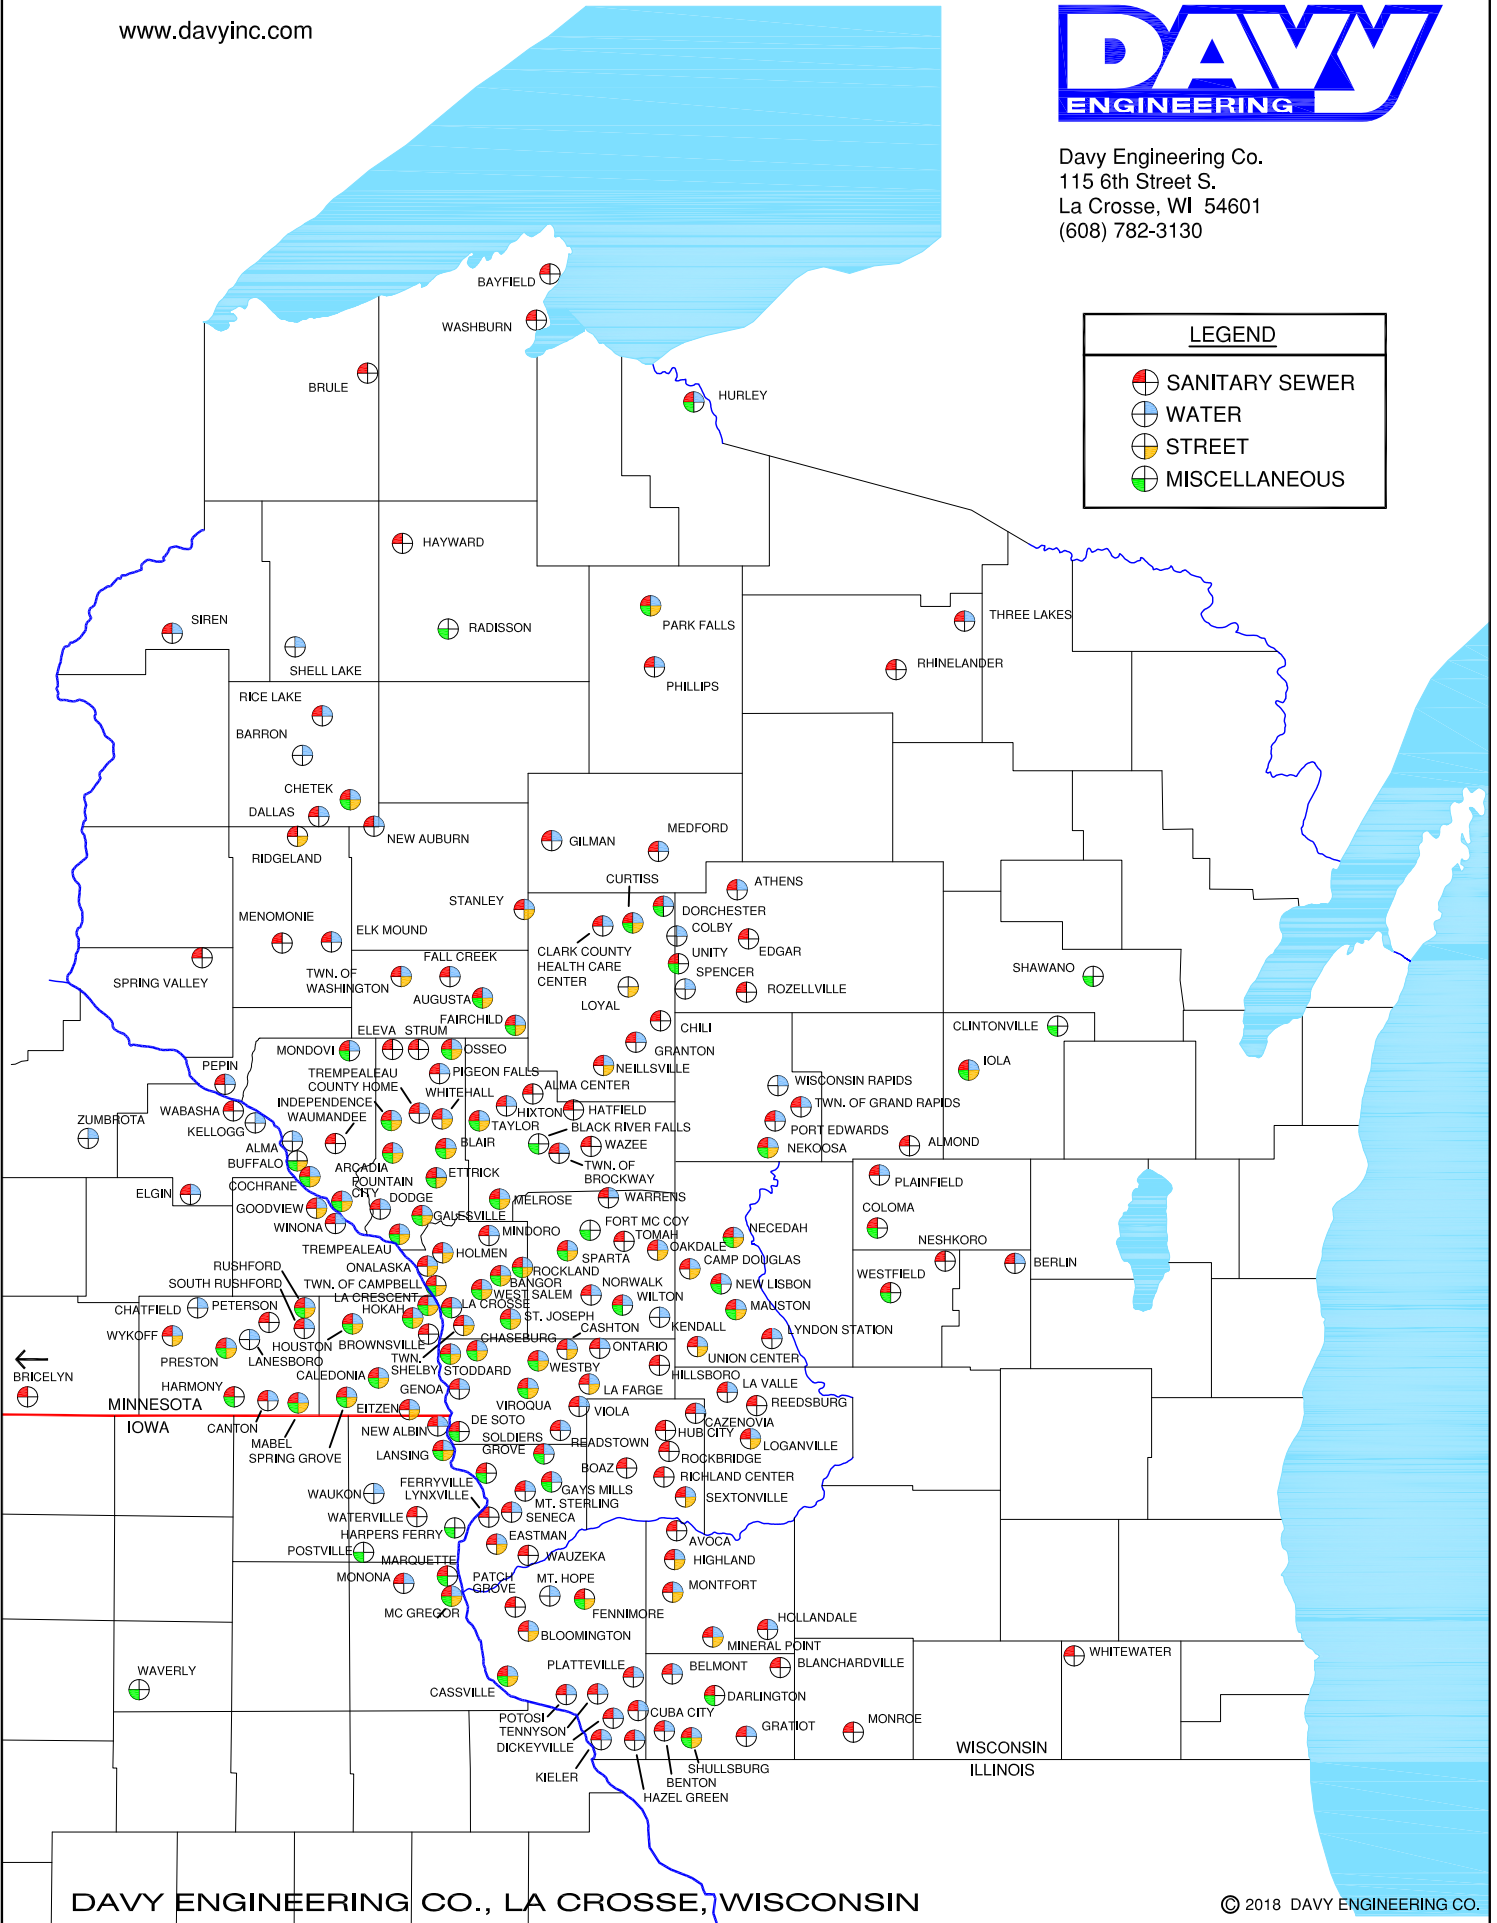 www.davyinc.com
DAVY
ENGINEERING
Davy Engineering Co.
115 6th Street S.
La Crosse, WI 54601
(608) 782-3130
LEGEND
SANITARY SEWER
WATER
STREET
MISCELLANEOUS
BAYFIELD
WASHBURN
BRULE
HURLEY
HAYWARD
SIREN
RADISSON
PARK FALLS
THREE LAKES
SHELL LAKE
RHINELANDER
PHILLIPS
RICE LAKE
BARRON
CHETEK
DALLAS
NEW AUBURN
RIDGELAND
GILMAN
MEDFORD
CURTISS
ATHENS
STANLEY
DORCHESTER
COLBY
MENOMONIE
ELK MOUND
CLARK COUNTY
HEALTH CARE
CENTER
EDGAR
UNITY
FALL CREEK
SPRING VALLEY
TWN. OF
WASHINGTON
SPENCER
SHAWANO
AUGUSTA
LOYAL
ROZELLVILLE
FAIRCHILD
CHILI
CLINTONVILLE
ELEVA
STRUM
MONDOVI
OSSEO
GRANTON
IOLA
PEPIN
TREMPEALEAU
COUNTY HOME
PIGEON FALLS
NEILLSVILLE
WISCONSIN RAPIDS
INDEPENDENCE
WHITEHALL
ALMA CENTER
WABASHA
WAUMANDEE
HIXTON
HATFIELD
TWN. OF GRAND RAPIDS
ZUMBROTA
KELLOGG
TAYLOR
BLACK RIVER FALLS
PORT EDWARDS
ALMA
BLAIR
WAZEE
NEKOOSA
ALMOND
BUFFALO
ARCADIA
ETTRICK
TWN. OF
BROCKWAY
PLAINFIELD
COCHRANE
FOUNTAIN
CITY
DODGE
ELGIN
MELROSE
WARRENS
GOODVIEW
GALESVILLE
COLOMA
WINONA
MINDORO
FORT MC COY
TOMAH
NECEDAH
NESHKORO
TREMPEALEAU
HOLMEN
SPARTA
OAKDALE
BERLIN
RUSHFORD
ONALASKA
ROCKLAND
CAMP DOUGLAS
SOUTH RUSHFORD
TWN. OF CAMPBELL
BANGOR
NORWALK
NEW LISBON
WESTFIELD
LA CRESCENT
WEST SALEM
CHATFIELD
PETERSON
HOKAH
LA CROSSE
WILTON
MAUSTON
WYKOFF
HOUSTON
BROWNSVILLE
ST. JOSEPH
KENDALL
LYNDON STATION
CHASEBURG
CASHTON
PRESTON
LANESBORO
TWN.
SHELBY
STODDARD
ONTARIO
UNION CENTER
WESTBY
HILLSBORO
BRICELYN
CALEDONIA
HARMONY
GENOA
LA FARGE
LA VALLE
MINNESOTA
IOWA
EITZEN
VIROQUA
VIOLA
REEDSBURG
CANTON
NEW ALBIN
DE SOTO
CAZENOVIA
HUB CITY
MABEL
SOLDIERS
GROVE
READSTOWN
LOGANVILLE
SPRING GROVE
LANSING
ROCKBRIDGE
BOAZ
FERRYVILLE
RICHLAND CENTER
WAUKON
LYNXVILLE
GAYS MILLS
SEXTONVILLE
MT. STERLING
WATERVILLE
SENECA
HARPERS FERRY
EASTMAN
AVOCA
POSTVILLE
WAUZEKA
HIGHLAND
MARQUETTE
MONONA
PATCH
GROVE
MT. HOPE
MONTFORT
MC GREGOR
FENNIMORE
HOLLANDALE
BLOOMINGTON
MINERAL POINT
WHITEWATER
WAVERLY
PLATTEVILLE
BELMONT
BLANCHARDVILLE
CASSVILLE
DARLINGTON
POTOSI
CUBA CITY
MONROE
TENNYSON
GRATIOT
DICKEYVILLE
WISCONSIN
ILLINOIS
KIELER
SHULLSBURG
BENTON
HAZEL GREEN
DAVY ENGINEERING CO., LA CROSSE, WISCONSIN
© 2018 DAVY ENGINEERING CO.